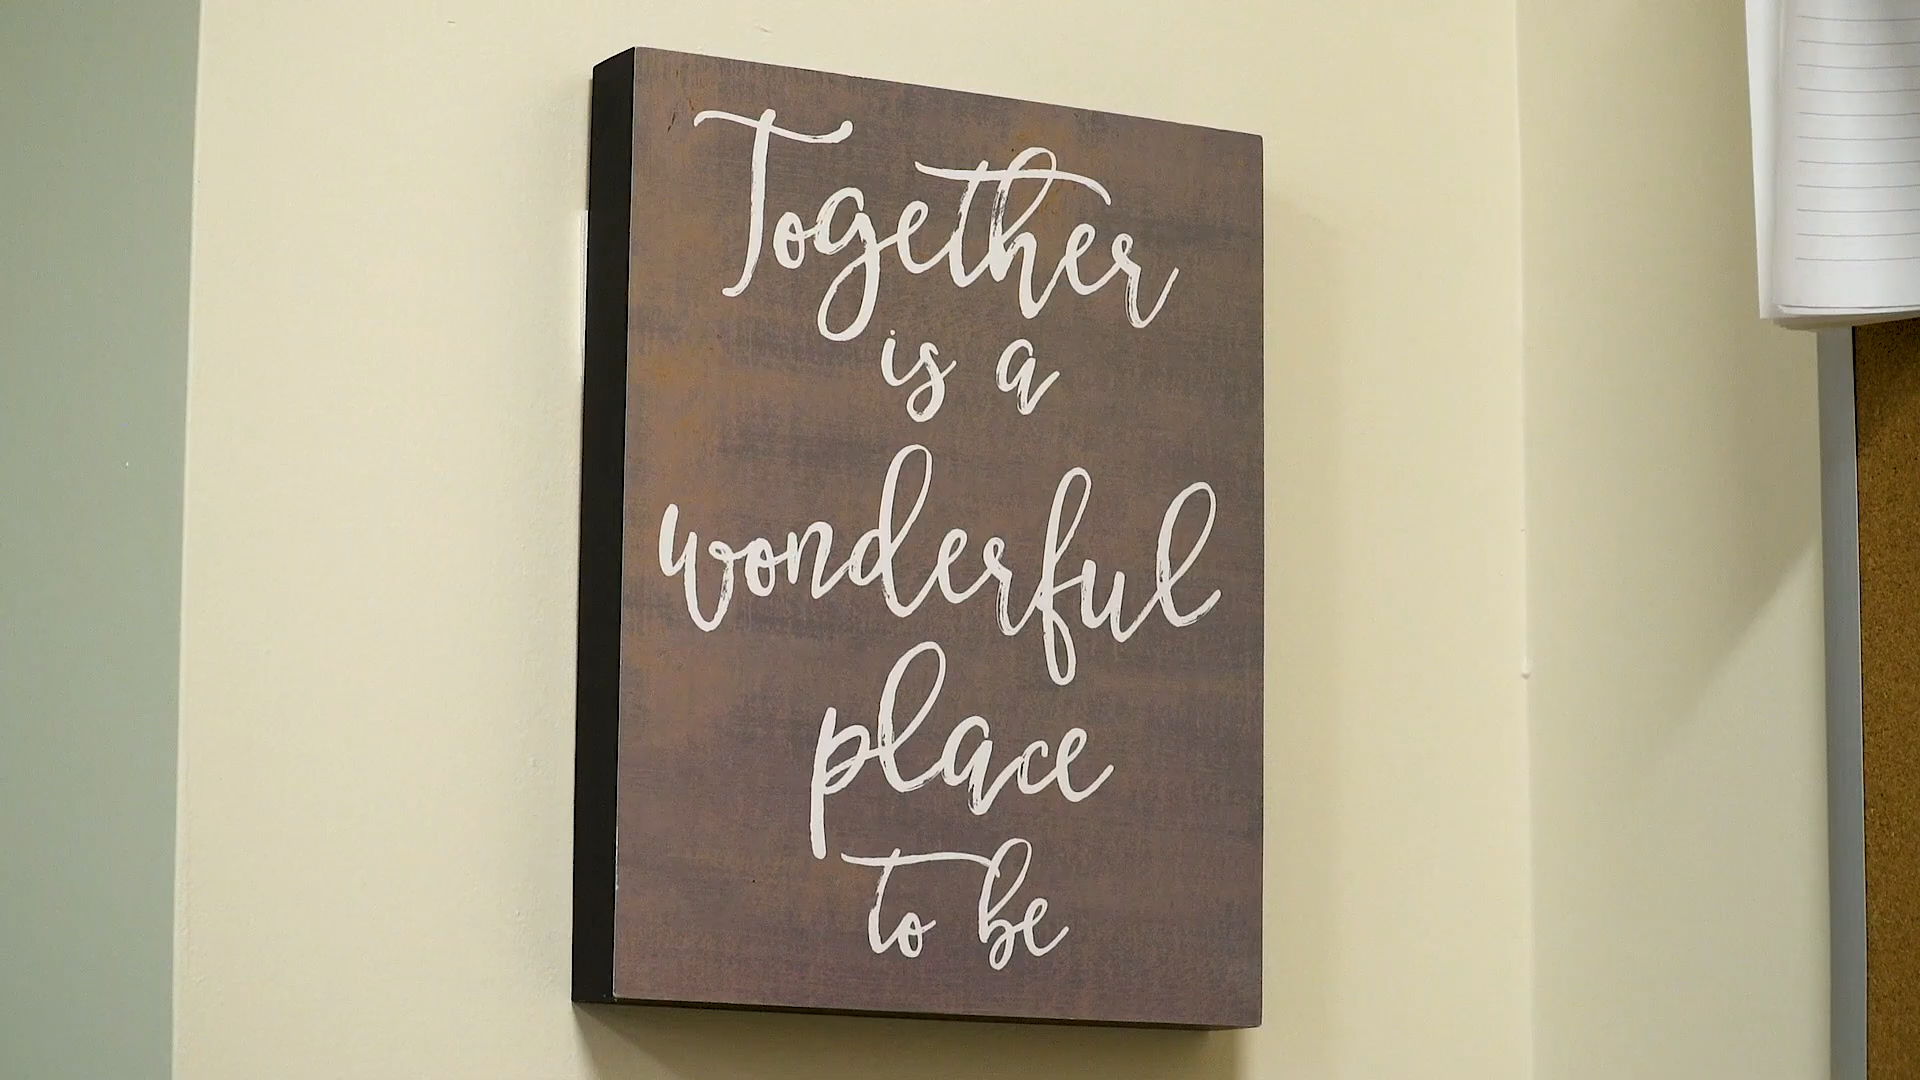 Together
is a
wonderful
place
to be